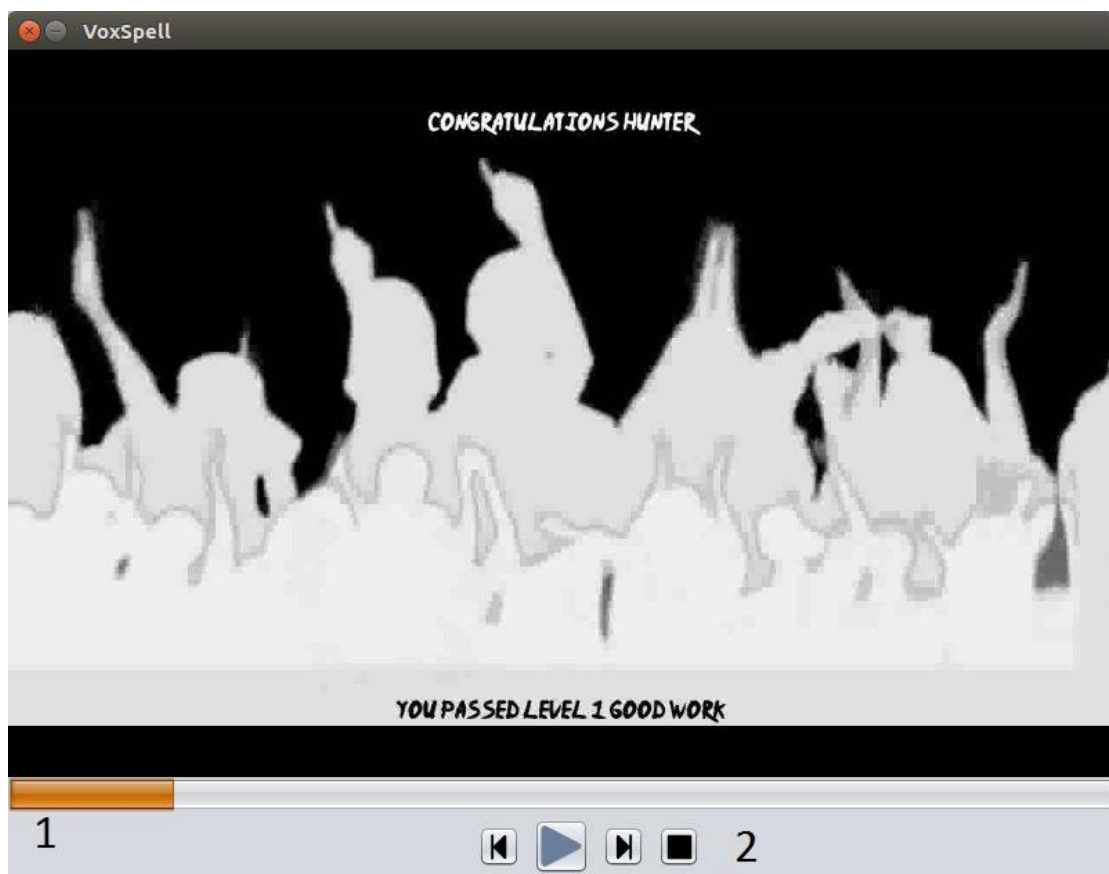 VoxSpell
CONGRATULATIONS HUNTER
YOU PASSED LEVEL 1 GOOD WORK
1
2